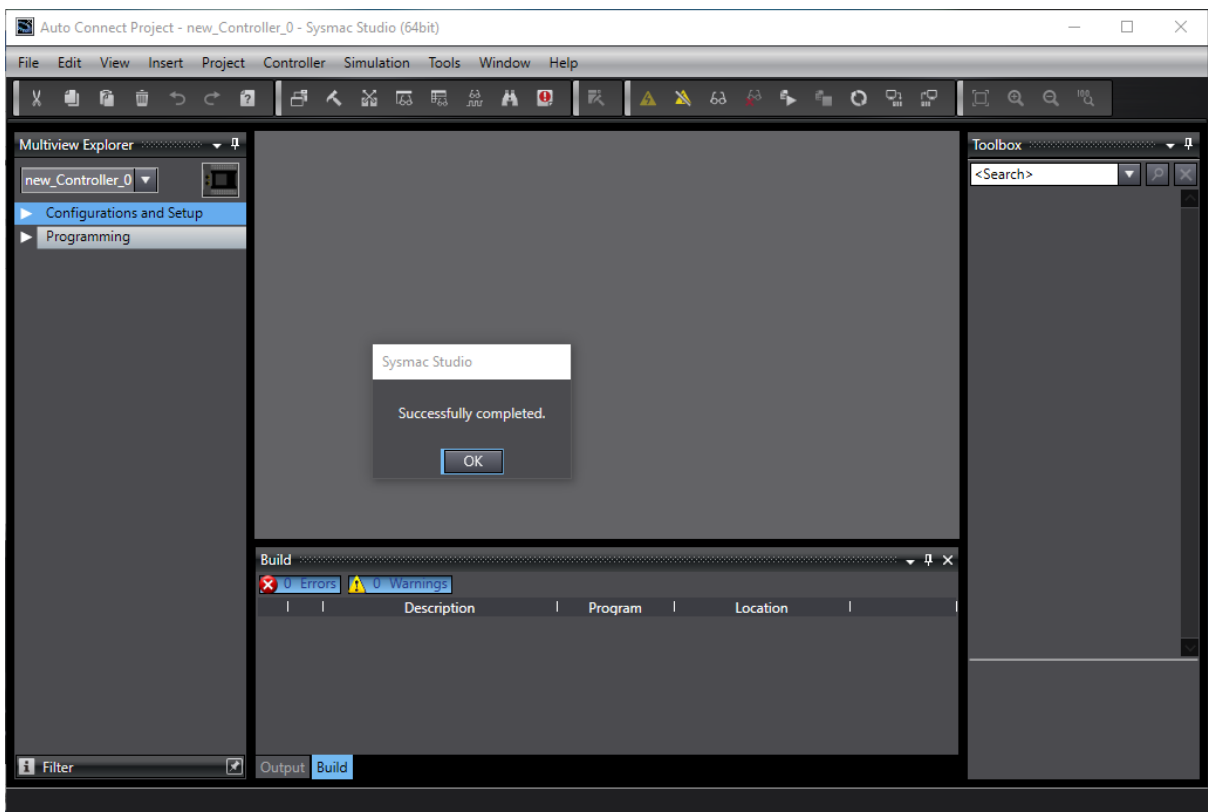 Auto Connect Project - new_Controller_0 - Sysmac Studio (64bit)
File Edit View Insert Project Controller Simulation Tools Window Help
Multiview Explorer
new_Controller_0
Configurations and Setup
Programming
Filter
Sysmac Studio
Successfully completed.
OK
Build
0 Errors 0 Warnings
Description Program Location
Output Build
Toolbox
<Search>